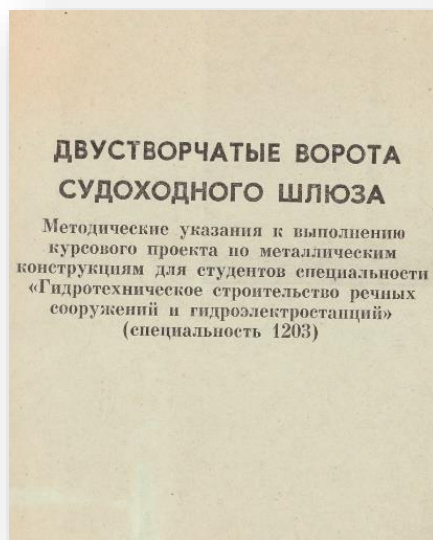 ДВУСТВОРЧАТЫЕ ВОРОТА
СУДОХОДНОГО ШЛЮЗА
Методические указания к выполнению
курсового проекта по металлическим
конструкциям для студентов специальности
«Гидротехническое строительство речных
сооружений и гидроэлектростанций»
(специальность 1203)